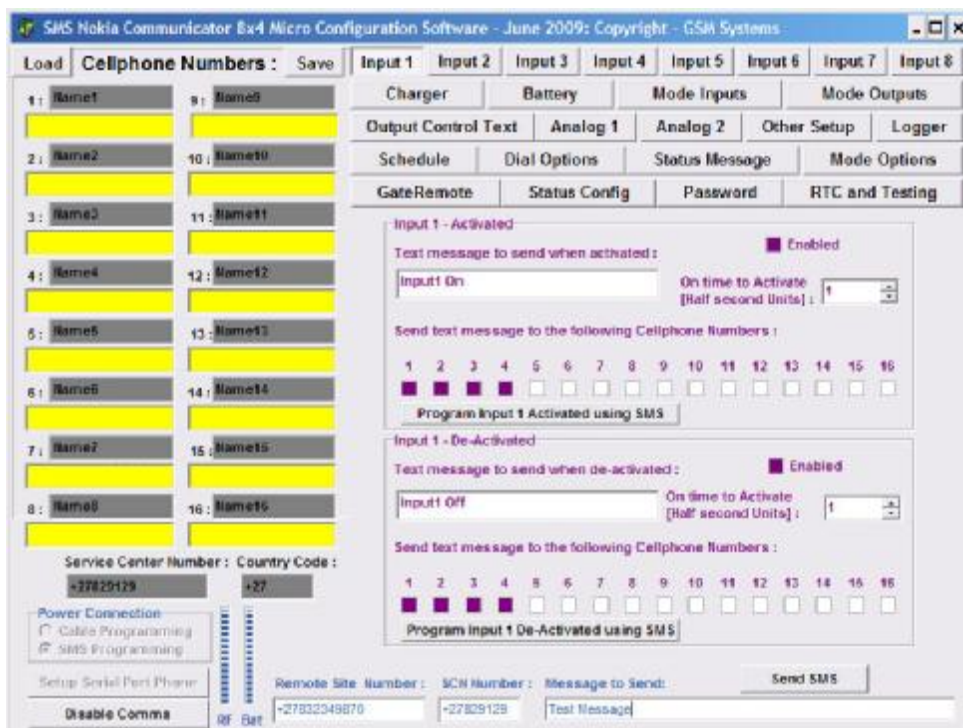 SMS Nokia Communicator 8x4 Micro Configuration Software - June 2009: Copyright - GSM Systems
Load Cellphone Numbers : Save
1 : Name1 9 : Name9
2 : Name2 10 : Name10
3 : Name3 11 : Name11
4 : Name4 12 : Name12
5 : Name5 13 : Name13
6 : Name6 14 : Name14
7 : Name7 15 : Name15
8 : Name8 16 : Name16
Service Center Number : Country Code :
+27829129 +27
Power Connection
Cable Programming
SMS Programming
Setup Serial Port Phone
Disable Comms
RF Bat
Input 1 Input 2 Input 3 Input 4 Input 5 Input 6 Input 7 Input 8
Charger Battery Mode Inputs Mode Outputs
Output Control Text Analog 1 Analog 2 Other Setup Logger
Schedule Dial Options Status Message Mode Options
GateRemote Status Config Password RTC and Testing
Input 1 - Activated
Text message to send when activated : Enabled
Input1 On
On time to Activate
[Half second Units] : 1
Send text message to the following Cellphone Numbers :
1 2 3 4 5 6 7 8 9 10 11 12 13 14 15 16
Program Input 1 Activated using SMS
Input 1 - De-Activated
Text message to send when de-activated : Enabled
Input1 Off
On time to Activate
[Half second Units] : 1
Send text message to the following Cellphone Numbers :
1 2 3 4 5 6 7 8 9 10 11 12 13 14 15 16
Program Input 1 De-Activated using SMS
Remote Site Number : SCN Number : Message to Send: Send SMS
+27832349870 +27829129 Test Message